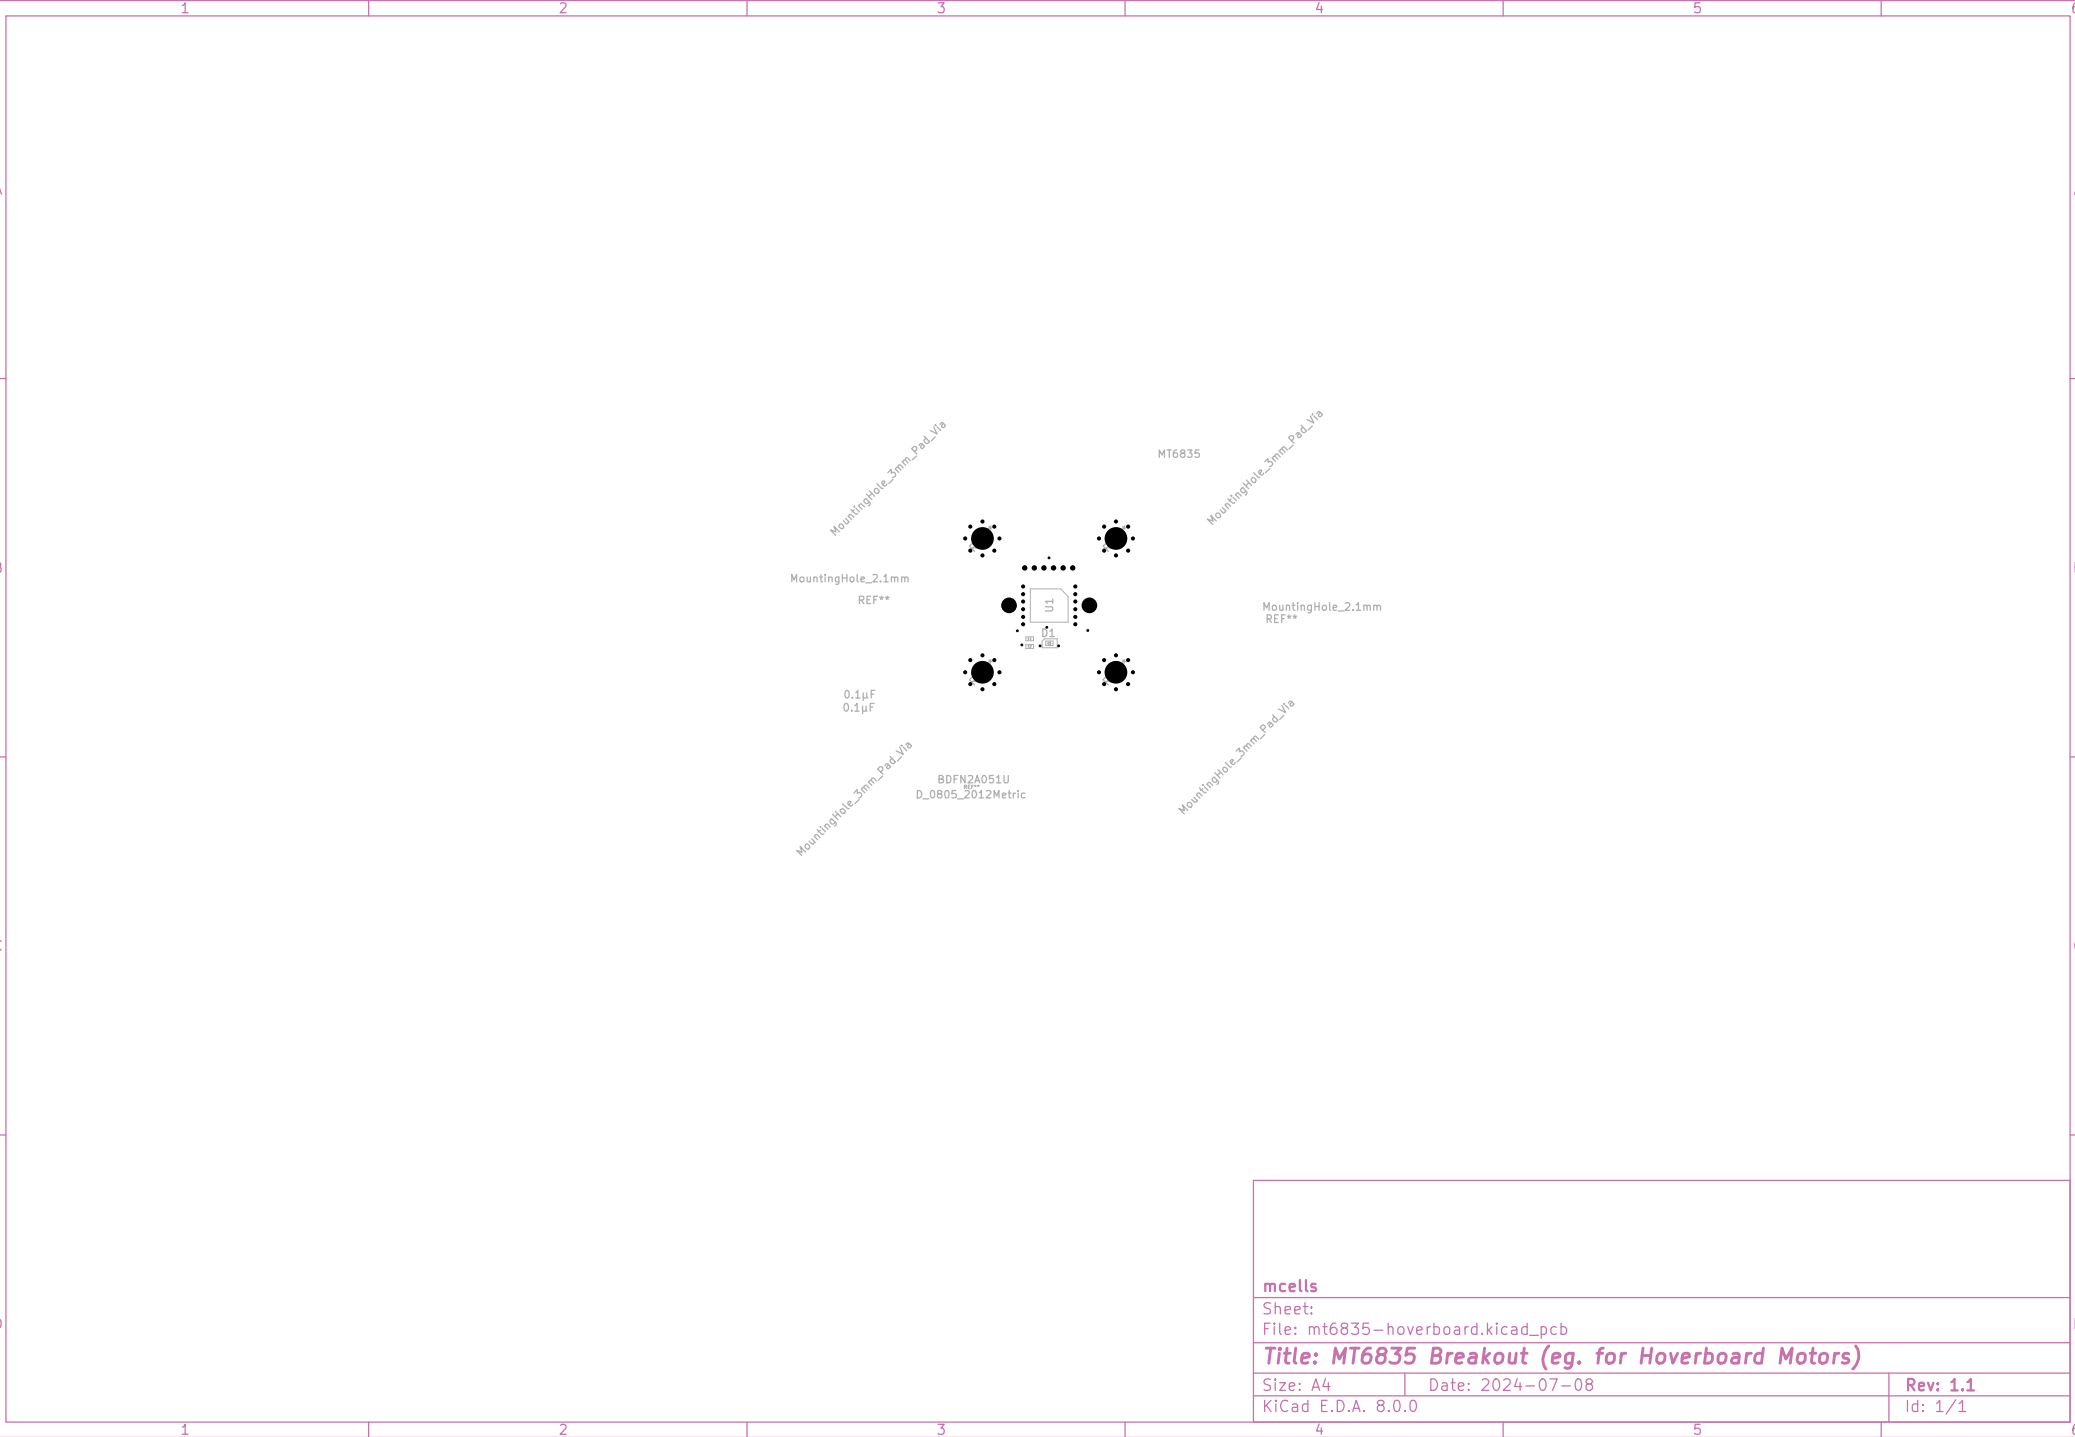 1 2 3 4 5
MountingHole_3mm_Pad_Via
MountingHole_3mm_Pad_Via
MT6835
MountingHole_2.1mm
REF**
U1
MountingHole_2.1mm
REF**
D1
0.1µF
0.1µF
MountingHole_3mm_Pad_Via
MountingHole_3mm_Pad_Via
BDFN2A051U
REF**
D_0805_2012Metric
mcells
Sheet:
File: mt6835-hoverboard.kicad_pcb
Title: MT6835 Breakout (eg. for Hoverboard Motors)
Size: A4 Date: 2024-07-08 Rev: 1.1
KiCad E.D.A. 8.0.0 Id: 1/1
1 2 3 4 5